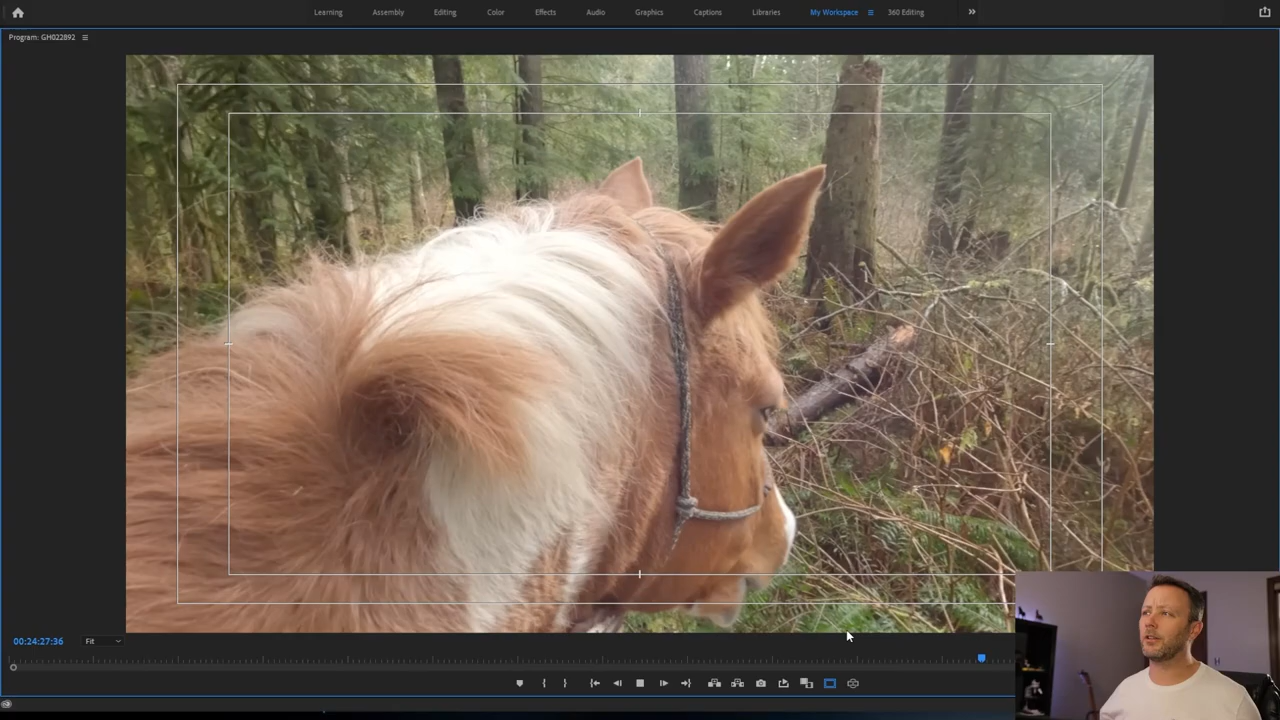 Learning Assembly Editing Color Effects Audio Graphics Captions Libraries My Workspace 360 Editing
Program: GH022892
00:24:27:36 Fit